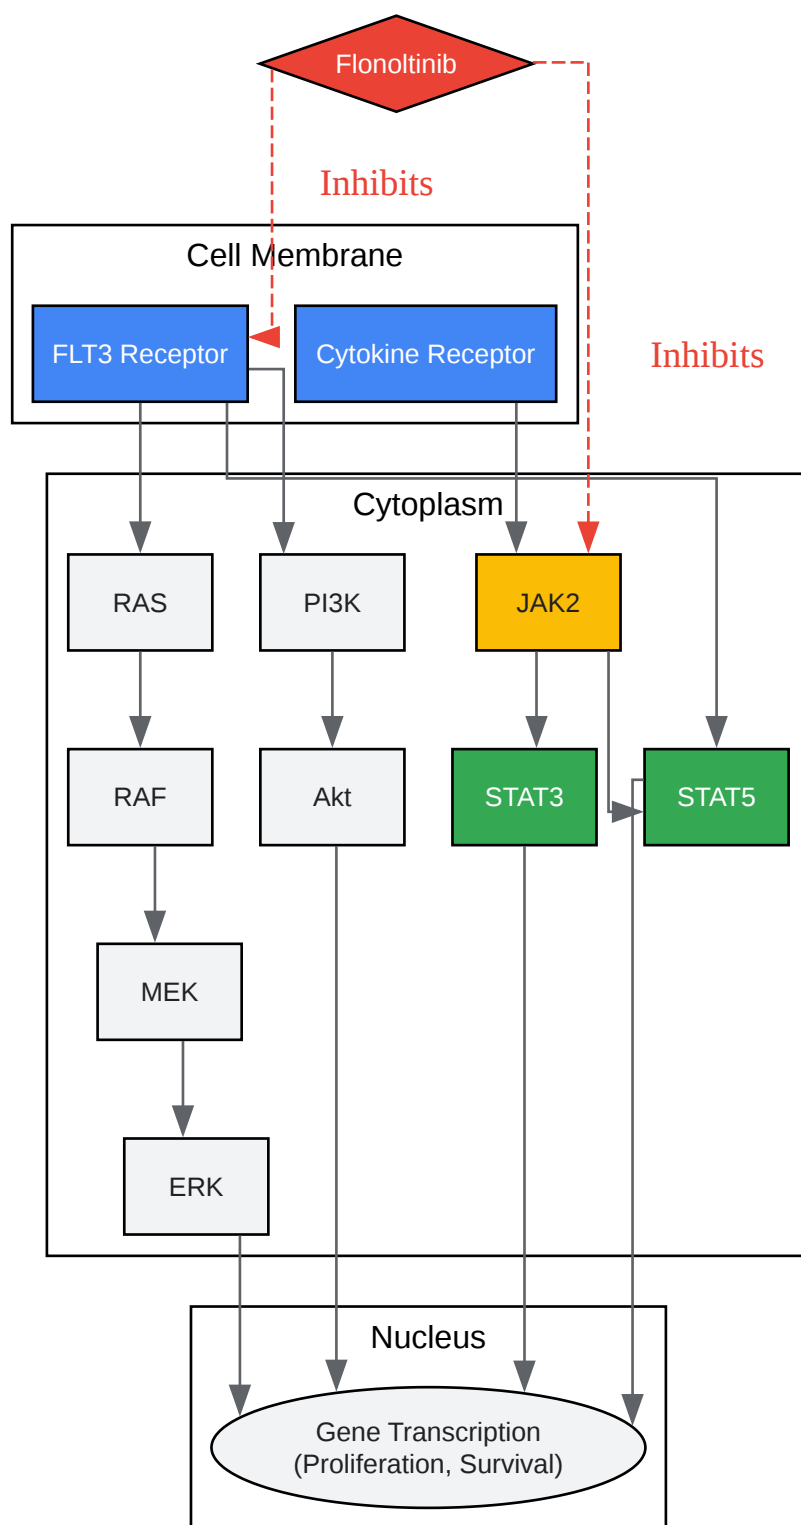 Flonoltinib
Inhibits
Cell Membrane
FLT3 Receptor
Cytokine Receptor
Inhibits
Cytoplasm
RAS
PI3K
JAK2
RAF
Akt
STAT3
STAT5
MEK
ERK
Nucleus
Gene Transcription
(Proliferation, Survival)